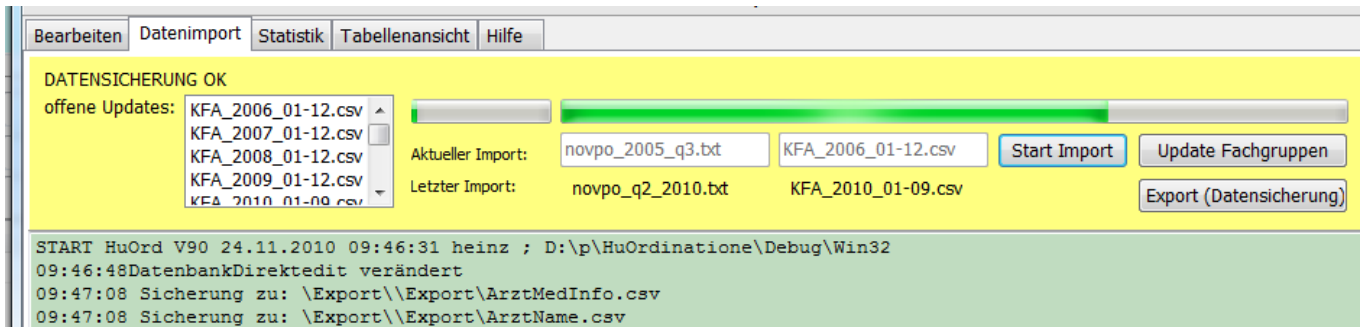 Bearbeiten Datenimport Statistik Tabellenansicht Hilfe
DATENSICHERUNG OK
offene Updates:
KFA_2006_01-12.csv
KFA_2007_01-12.csv
KFA_2008_01-12.csv
KFA_2009_01-12.csv
KFA_2010_01-09.csv
Aktueller Import: novpo_2005_q3.txt KFA_2006_01-12.csv Start Import Update Fachgruppen
Letzter Import: novpo_q2_2010.txt KFA_2010_01-09.csv Export (Datensicherung)
START HuOrd V90 24.11.2010 09:46:31 heinz ; D:\p\HuOrdinatione\Debug\Win32
09:46:48DatenbankDirektedit verändert
09:47:08 Sicherung zu: \Export\\Export\ArztMedInfo.csv
09:47:08 Sicherung zu: \Export\\Export\ArztName.csv